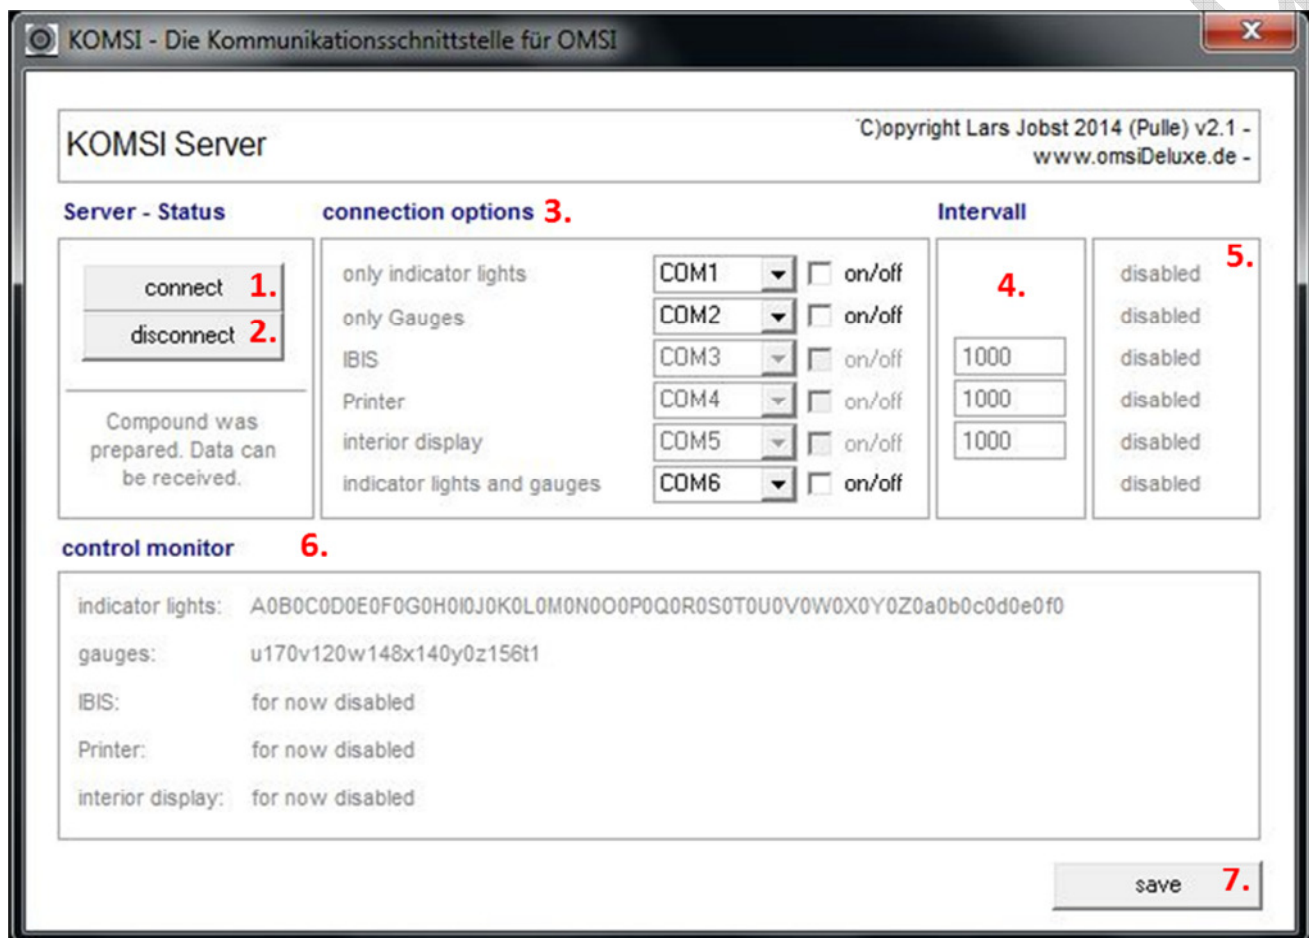 KOMSI - Die Kommunikationsschnittstelle für OMSI
KOMSI Server
C)opyright Lars Jobst 2014 (Pulle) v2.1 -
www.omsiDeluxe.de -
Server - Status
connection options 3.
Intervall
connect 1.
disconnect 2.
Compound was
prepared. Data can
be received.
only indicator lights COM1 on/off
only Gauges COM2 on/off
IBIS COM3 on/off
Printer COM4 on/off
interior display COM5 on/off
indicator lights and gauges COM6 on/off
4.
1000
1000
1000
5.
disabled
disabled
disabled
disabled
disabled
disabled
control monitor 6.
indicator lights: A0B0C0D0E0F0G0H0I0J0K0L0M0N0O0P0Q0R0S0T0U0V0W0X0Y0Z0a0b0c0d0e0f0
gauges: u170v120w148x140y0z156t1
IBIS: for now disabled
Printer: for now disabled
interior display: for now disabled
save 7.